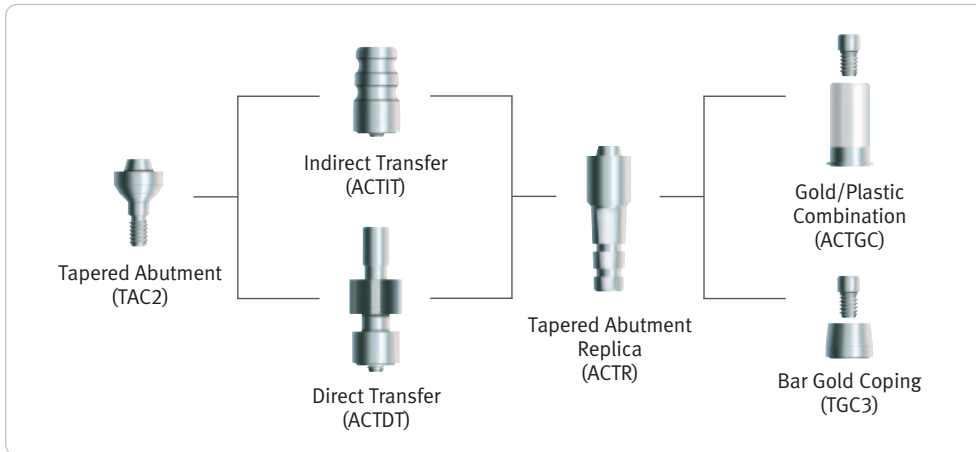 Tapered Abutment
(TAC2)
Indirect Transfer
(ACTIT)
Direct Transfer
(ACTDT)
Tapered Abutment
Replica
(ACTR)
Gold/Plastic
Combination
(ACTGC)
Bar Gold Coping
(TGC3)